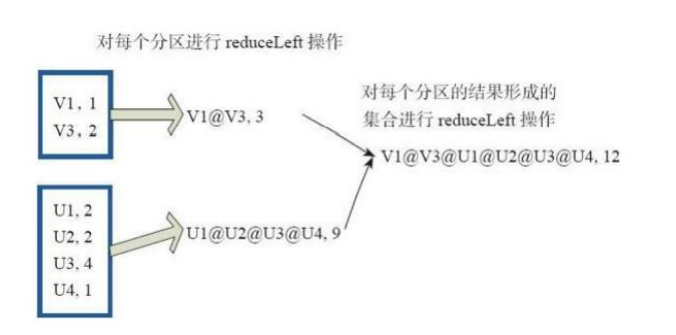 对每个分区进行 reduceLeft 操作
V1, 1
V3, 2
V1@V3, 3
对每个分区的结果形成的
集合进行 reduceLeft 操作
V1@V3@U1@U2@U3@U4, 12
U1, 2
U2, 2
U3, 4
U4, 1
U1@U2@U3@U4, 9